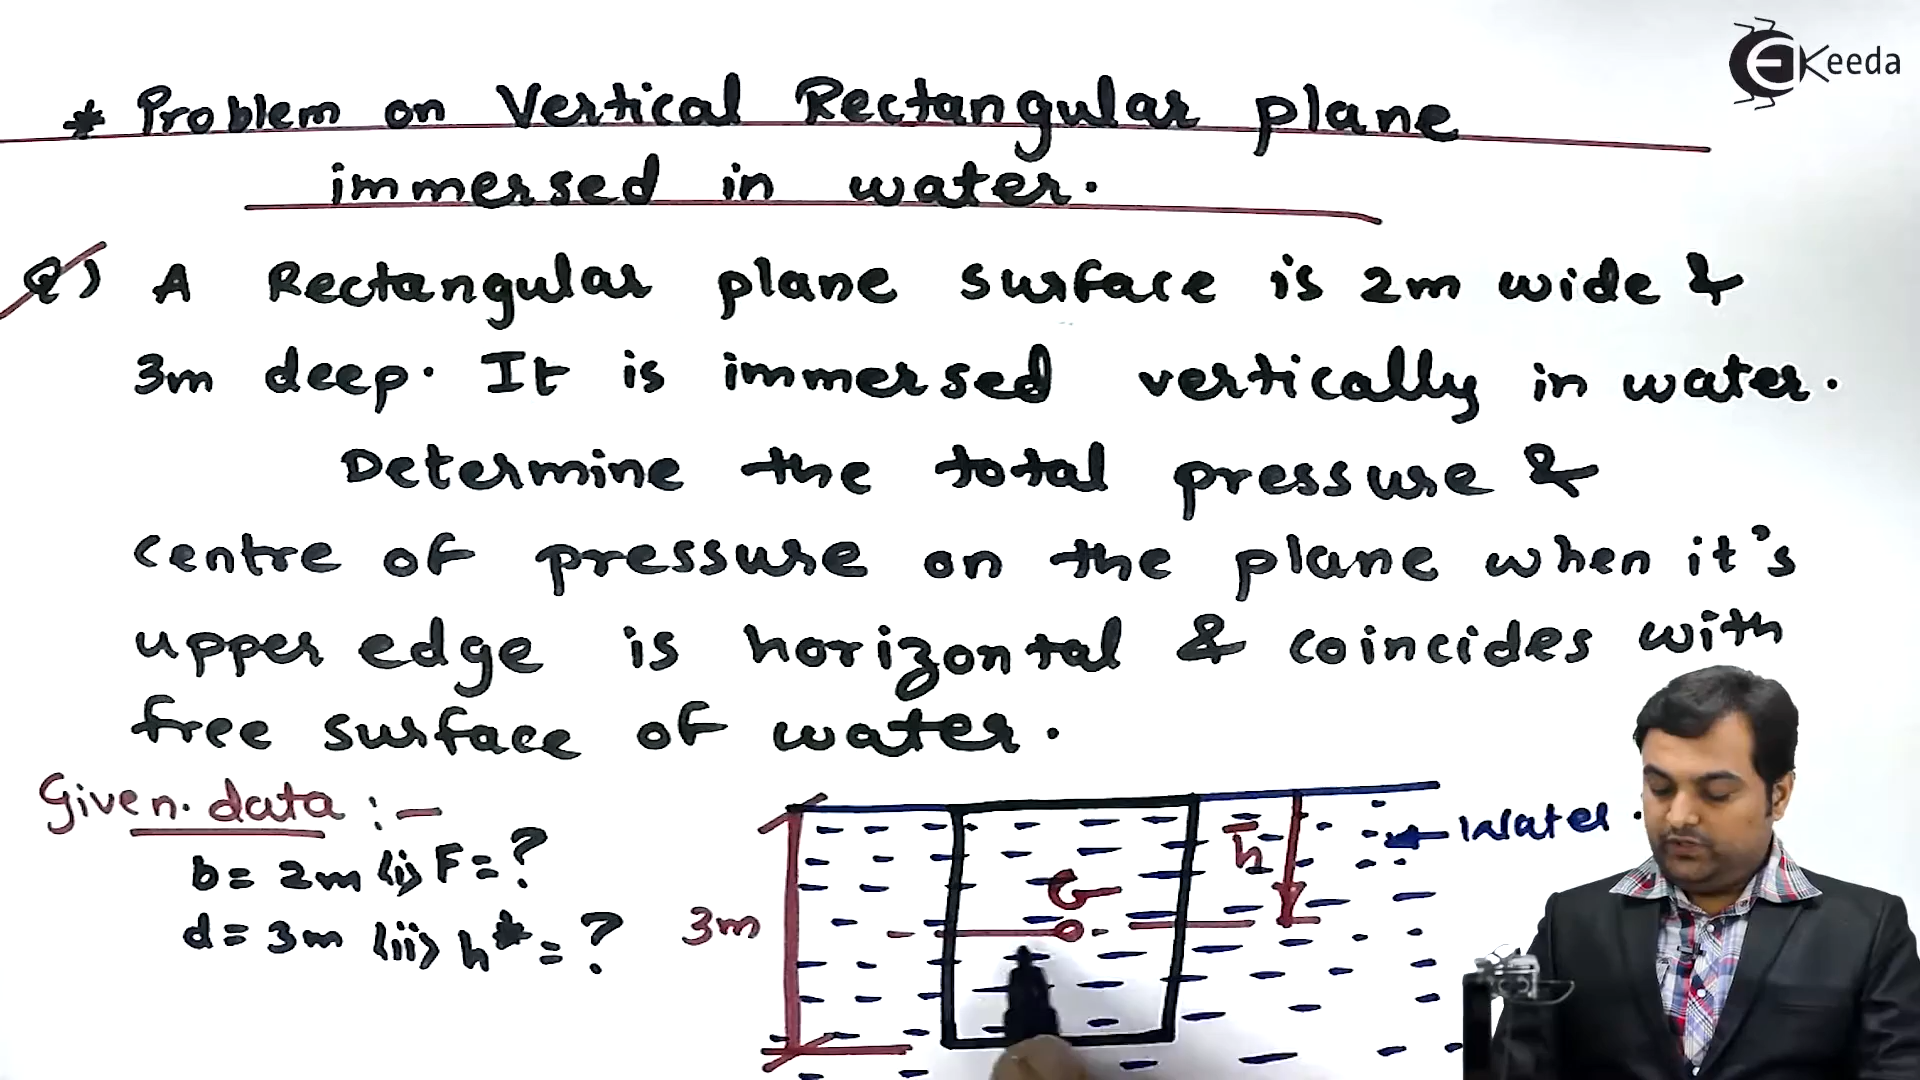 Keeda
* Problem on Vertical Rectangular plane
immersed in water.
Q) A Rectangular plane surface is 2m wide &
3m deep. It is immersed vertically in water.
Determine the total pressure &
centre of pressure on the plane when it's
upper edge is horizontal & coincides with
free surface of water.
Given data :-
b = 2m (i) F = ?
d = 3m (ii) h* = ?
3m
G
h̅
Water.